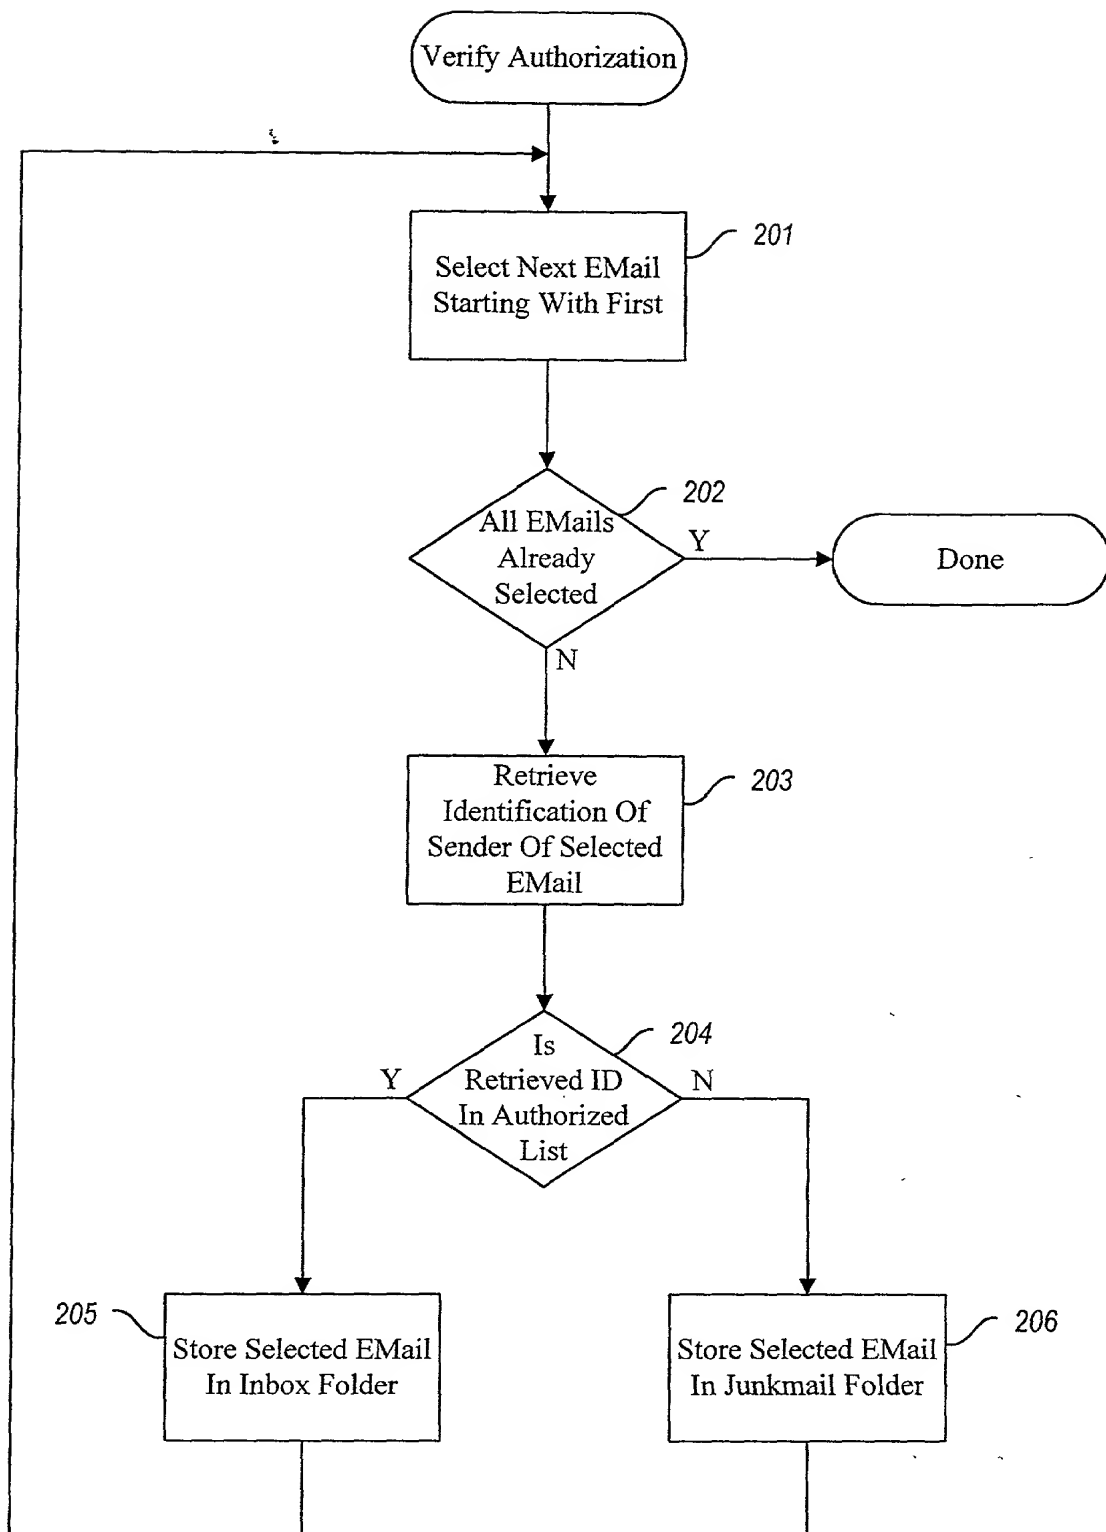 Verify Authorization
201
Select Next EMail
Starting With First
202
All EMails
Already
Selected
Y
Done
N
203
Retrieve
Identification Of
Sender Of Selected
EMail
204
Is
Retrieved ID
In Authorized
List
Y
N
205
Store Selected EMail
In Inbox Folder
206
Store Selected EMail
In Junkmail Folder